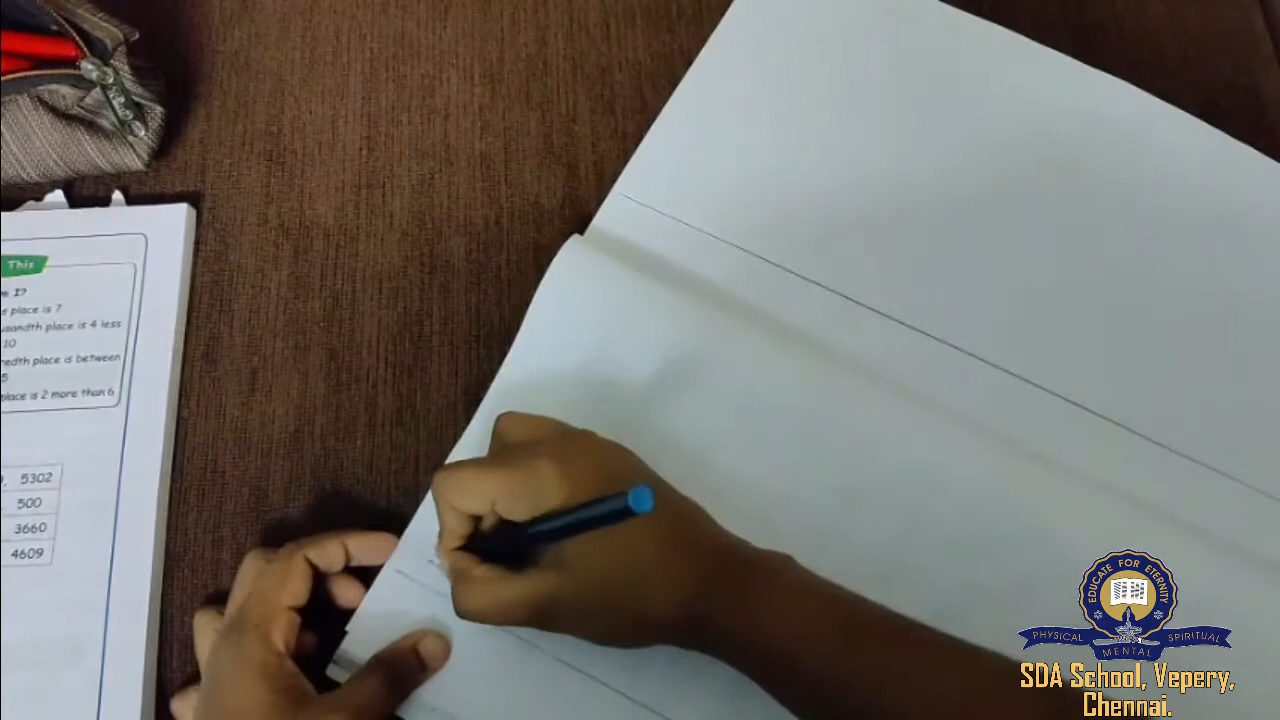 This
I?
s place is 7
usandth place is 4 less
10
redth place is between
5
place is 2 more than 6
5302
500
3660
4609
EDUCATE FOR ETERNITY
PHYSICAL SPIRITUAL
MENTAL
SDA School, Vepery,
Chennai.